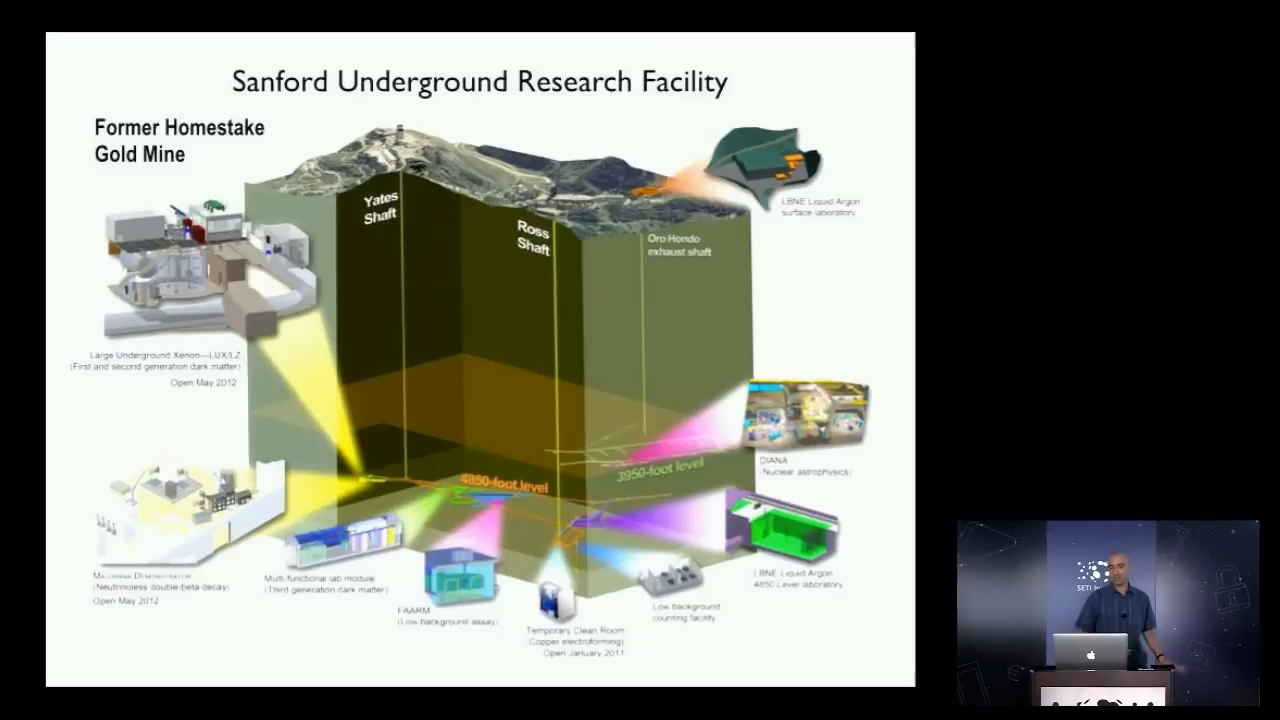 Sanford Underground Research Facility
Former Homestake
Gold Mine
Yates
Shaft
Ross
Shaft
Oro Hondo
exhaust shaft
LBNE Liquid Argon
surface laboratory
Large Underground Xenon—LUX/LZ
(First and second generation dark matter)
Open May 2012
4850-foot level
3950-foot level
DIANA
(Nuclear astrophysics)
MAJORANA DEMONSTRATOR
(Neutrinoless double-beta decay)
Open May 2012
Multi functional lab module
(Third generation dark matter)
FAARM
(Low background assay)
Temporary Clean Room
(Copper electroforming)
Open January 2011
Low background
counting facility
LBNE Liquid Argon
4850 Level laboratory
SETI